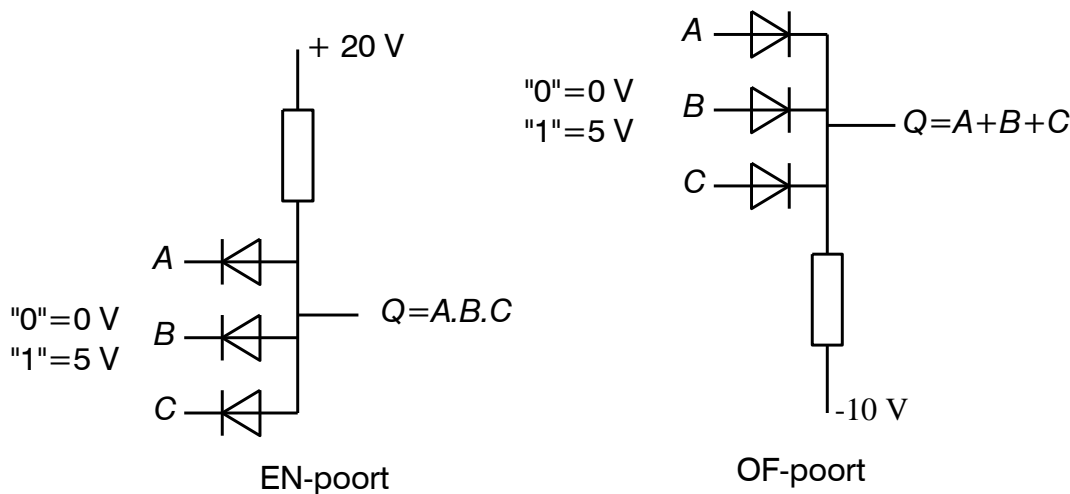 + 20 V
A
B
C
"0"=0 V
"1"=5 V
Q=A.B.C
EN-poort
A
B
C
"0"=0 V
"1"=5 V
Q=A+B+C
-10 V
OF-poort